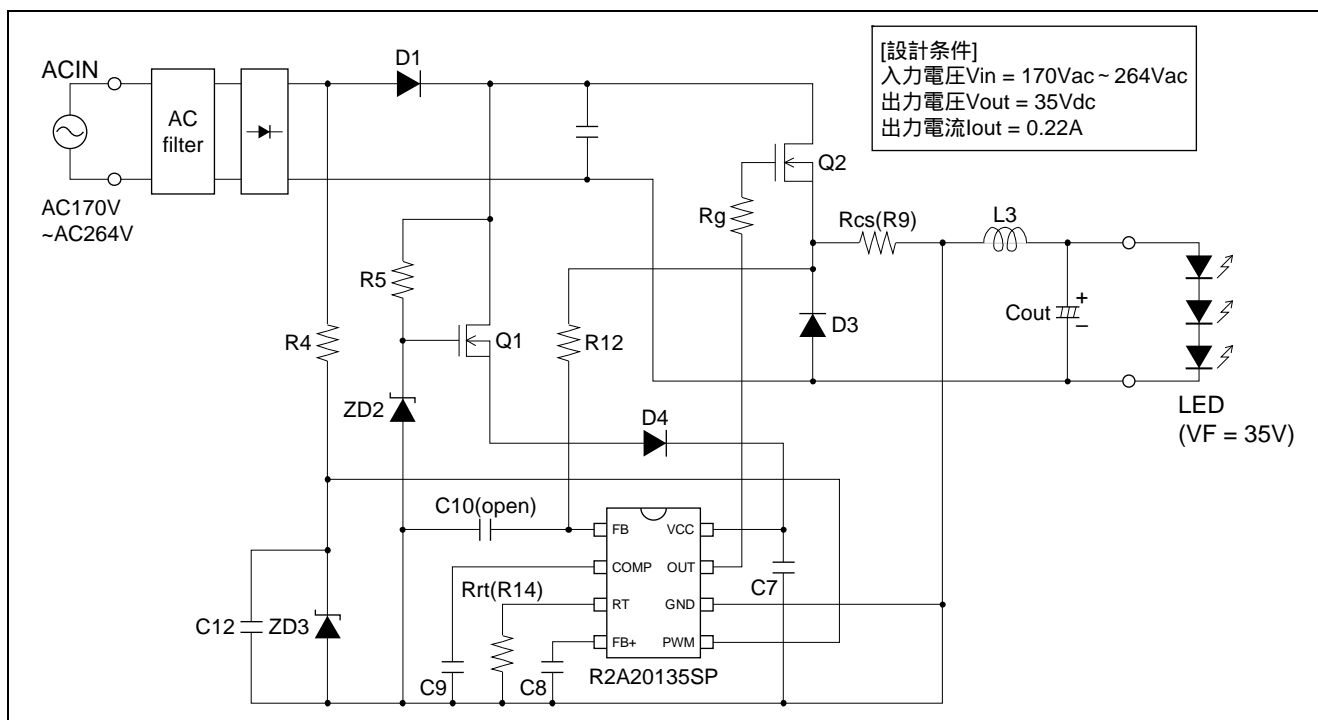 [設計条件]
入力電圧Vin = 170Vac ~ 264Vac
出力電圧Vout = 35Vdc
出力電流Iout = 0.22A
D1
ACIN
AC
filter
AC170V
~AC264V
Q2
Rg
Rcs(R9)
L3
R5
Cout
+
−
D3
R4
Q1
R12
ZD2
D4
LED
(VF = 35V)
C10(open)
FB
VCC
COMP
OUT
C7
Rrt(R14)
RT
GND
C12
ZD3
FB+
PWM
C9
C8
R2A20135SP